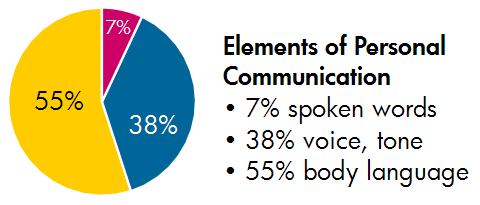 7%
55%
38%
Elements of Personal
Communication
• 7% spoken words
• 38% voice, tone
• 55% body language